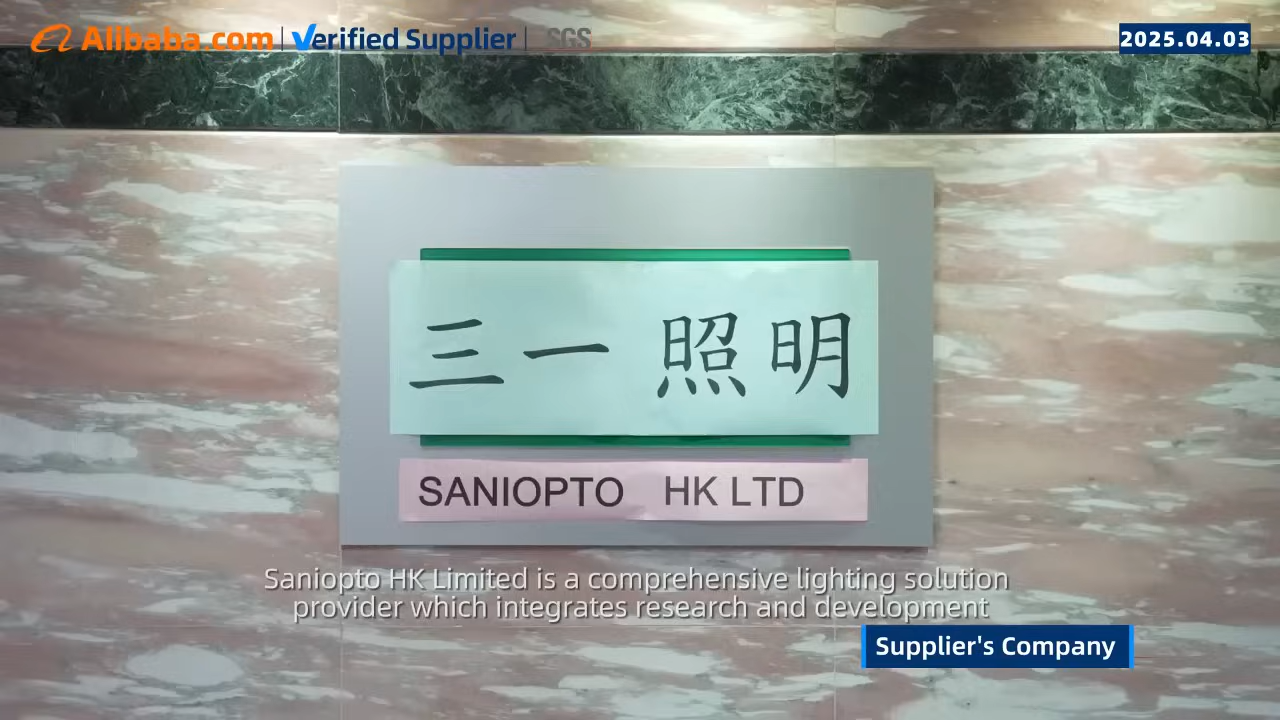 Alibaba.com | Verified Supplier | SGS
2025.04.03
三一照明
SANIOPTO HK LTD
Saniopto HK Limited is a comprehensive lighting solution
provider which integrates research and development
Supplier's Company